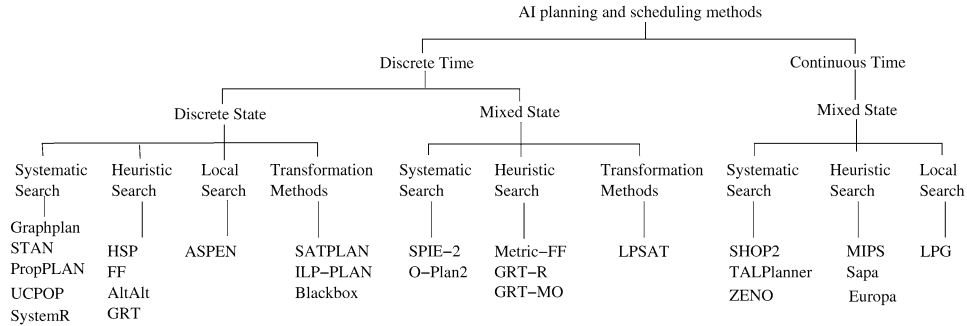 AI planning and scheduling methods
Discrete Time
Continuous Time
Discrete State
Mixed State
Mixed State
Systematic Search
Heuristic Search
Local Search
Transformation Methods
Systematic Search
Heuristic Search
Transformation Methods
Systematic Search
Heuristic Search
Local Search
Graphplan
STAN
PropPLAN
UCPOP
SystemR
HSP
FF
AltAlt
GRT
ASPEN
SATPLAN
ILP−PLAN
Blackbox
SPIE−2
O−Plan2
Metric−FF
GRT−R
GRT−MO
LPSAT
SHOP2
TALPlanner
ZENO
MIPS
Sapa
Europa
LPG